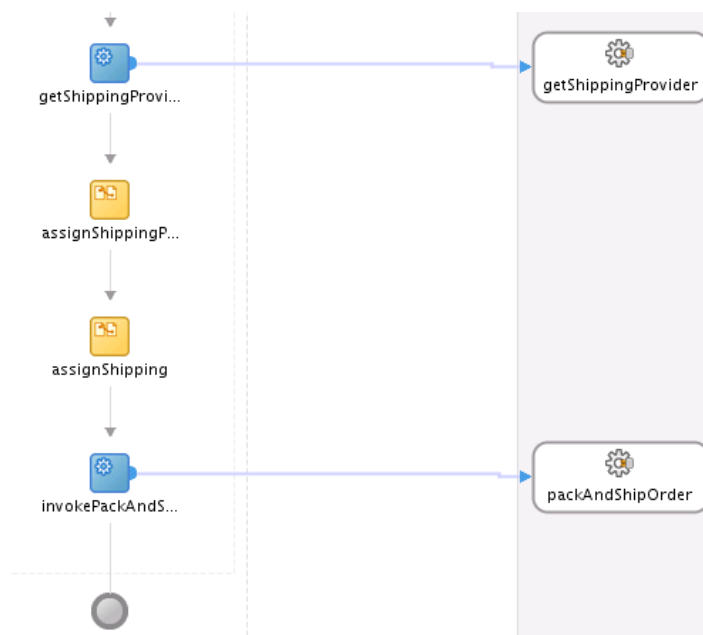 getShippingProvi...
getShippingProvider
assignShippingP...
assignShipping
invokePackAndS...
packAndShipOrder